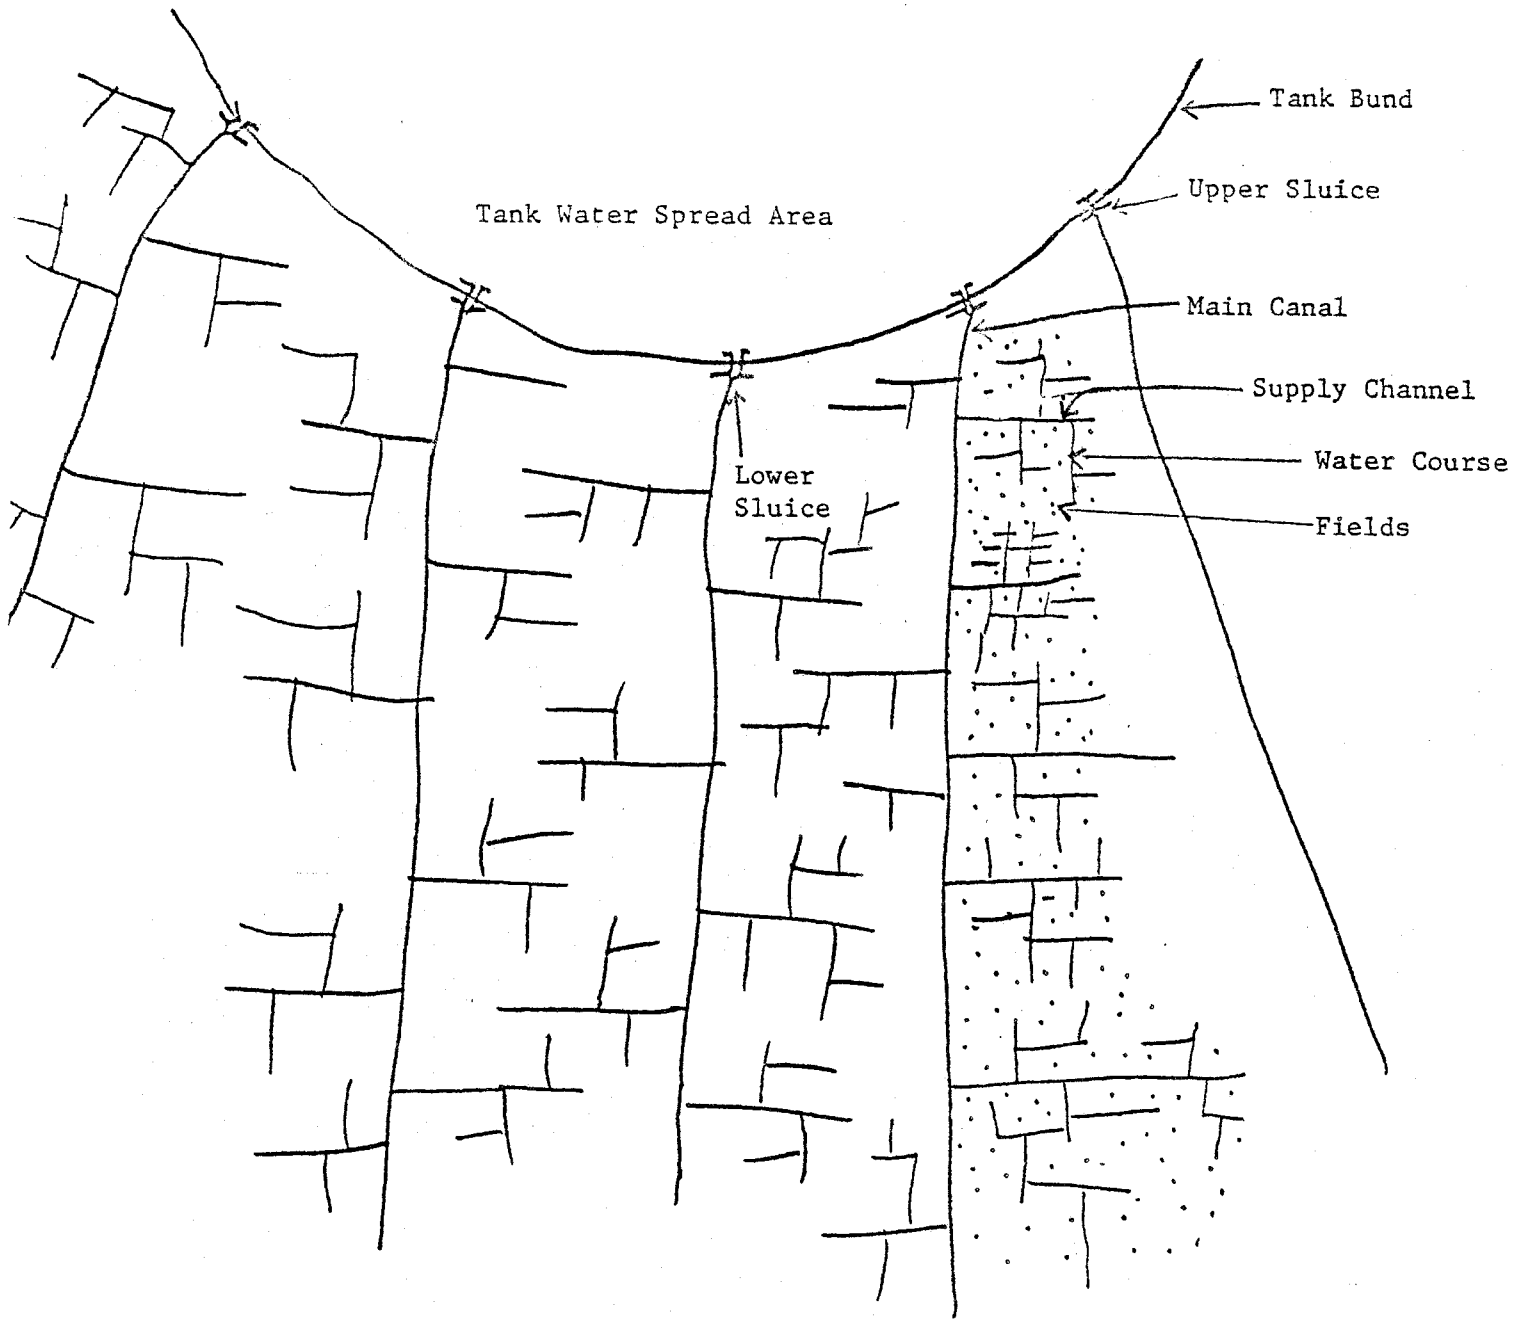 Tank Bund
Upper Sluice
Tank Water Spread Area
Main Canal
Supply Channel
Water Course
Lower
Sluice
Fields